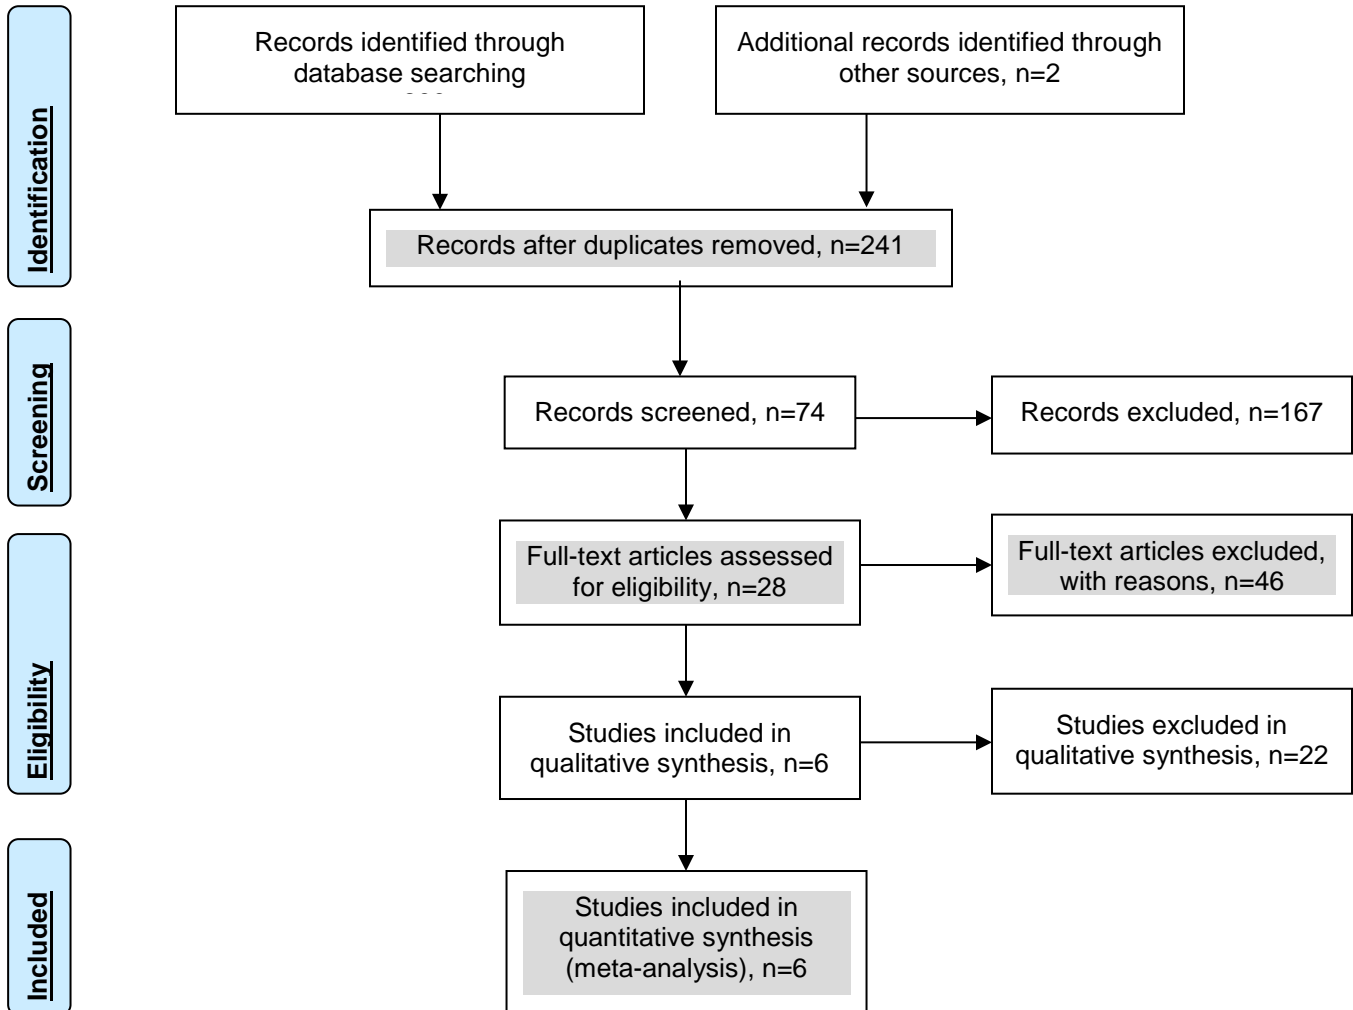 Identification
Records identified through
database searching
Additional records identified through
other sources, n=2
Records after duplicates removed, n=241
Screening
Records screened, n=74
Records excluded, n=167
Eligibility
Full-text articles assessed
for eligibility, n=28
Full-text articles excluded,
with reasons, n=46
Studies included in
qualitative synthesis, n=6
Studies excluded in
qualitative synthesis, n=22
Included
Studies included in
quantitative synthesis
(meta-analysis), n=6